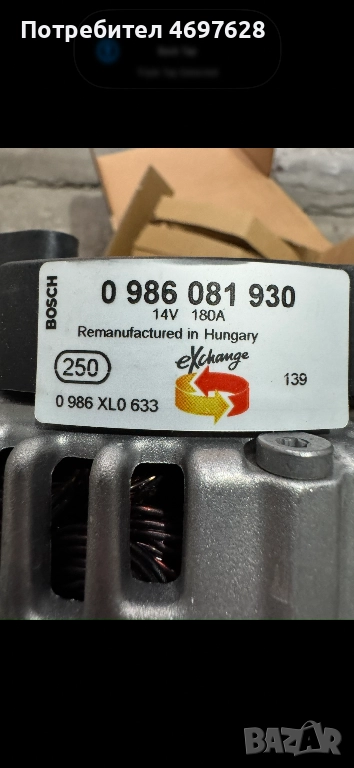 Потребител 4697628
BOSCH
0 986 081 930
14V 180A
Remanufactured in Hungary
eXchange
250
139
0 986 XL0 633
BAZAR